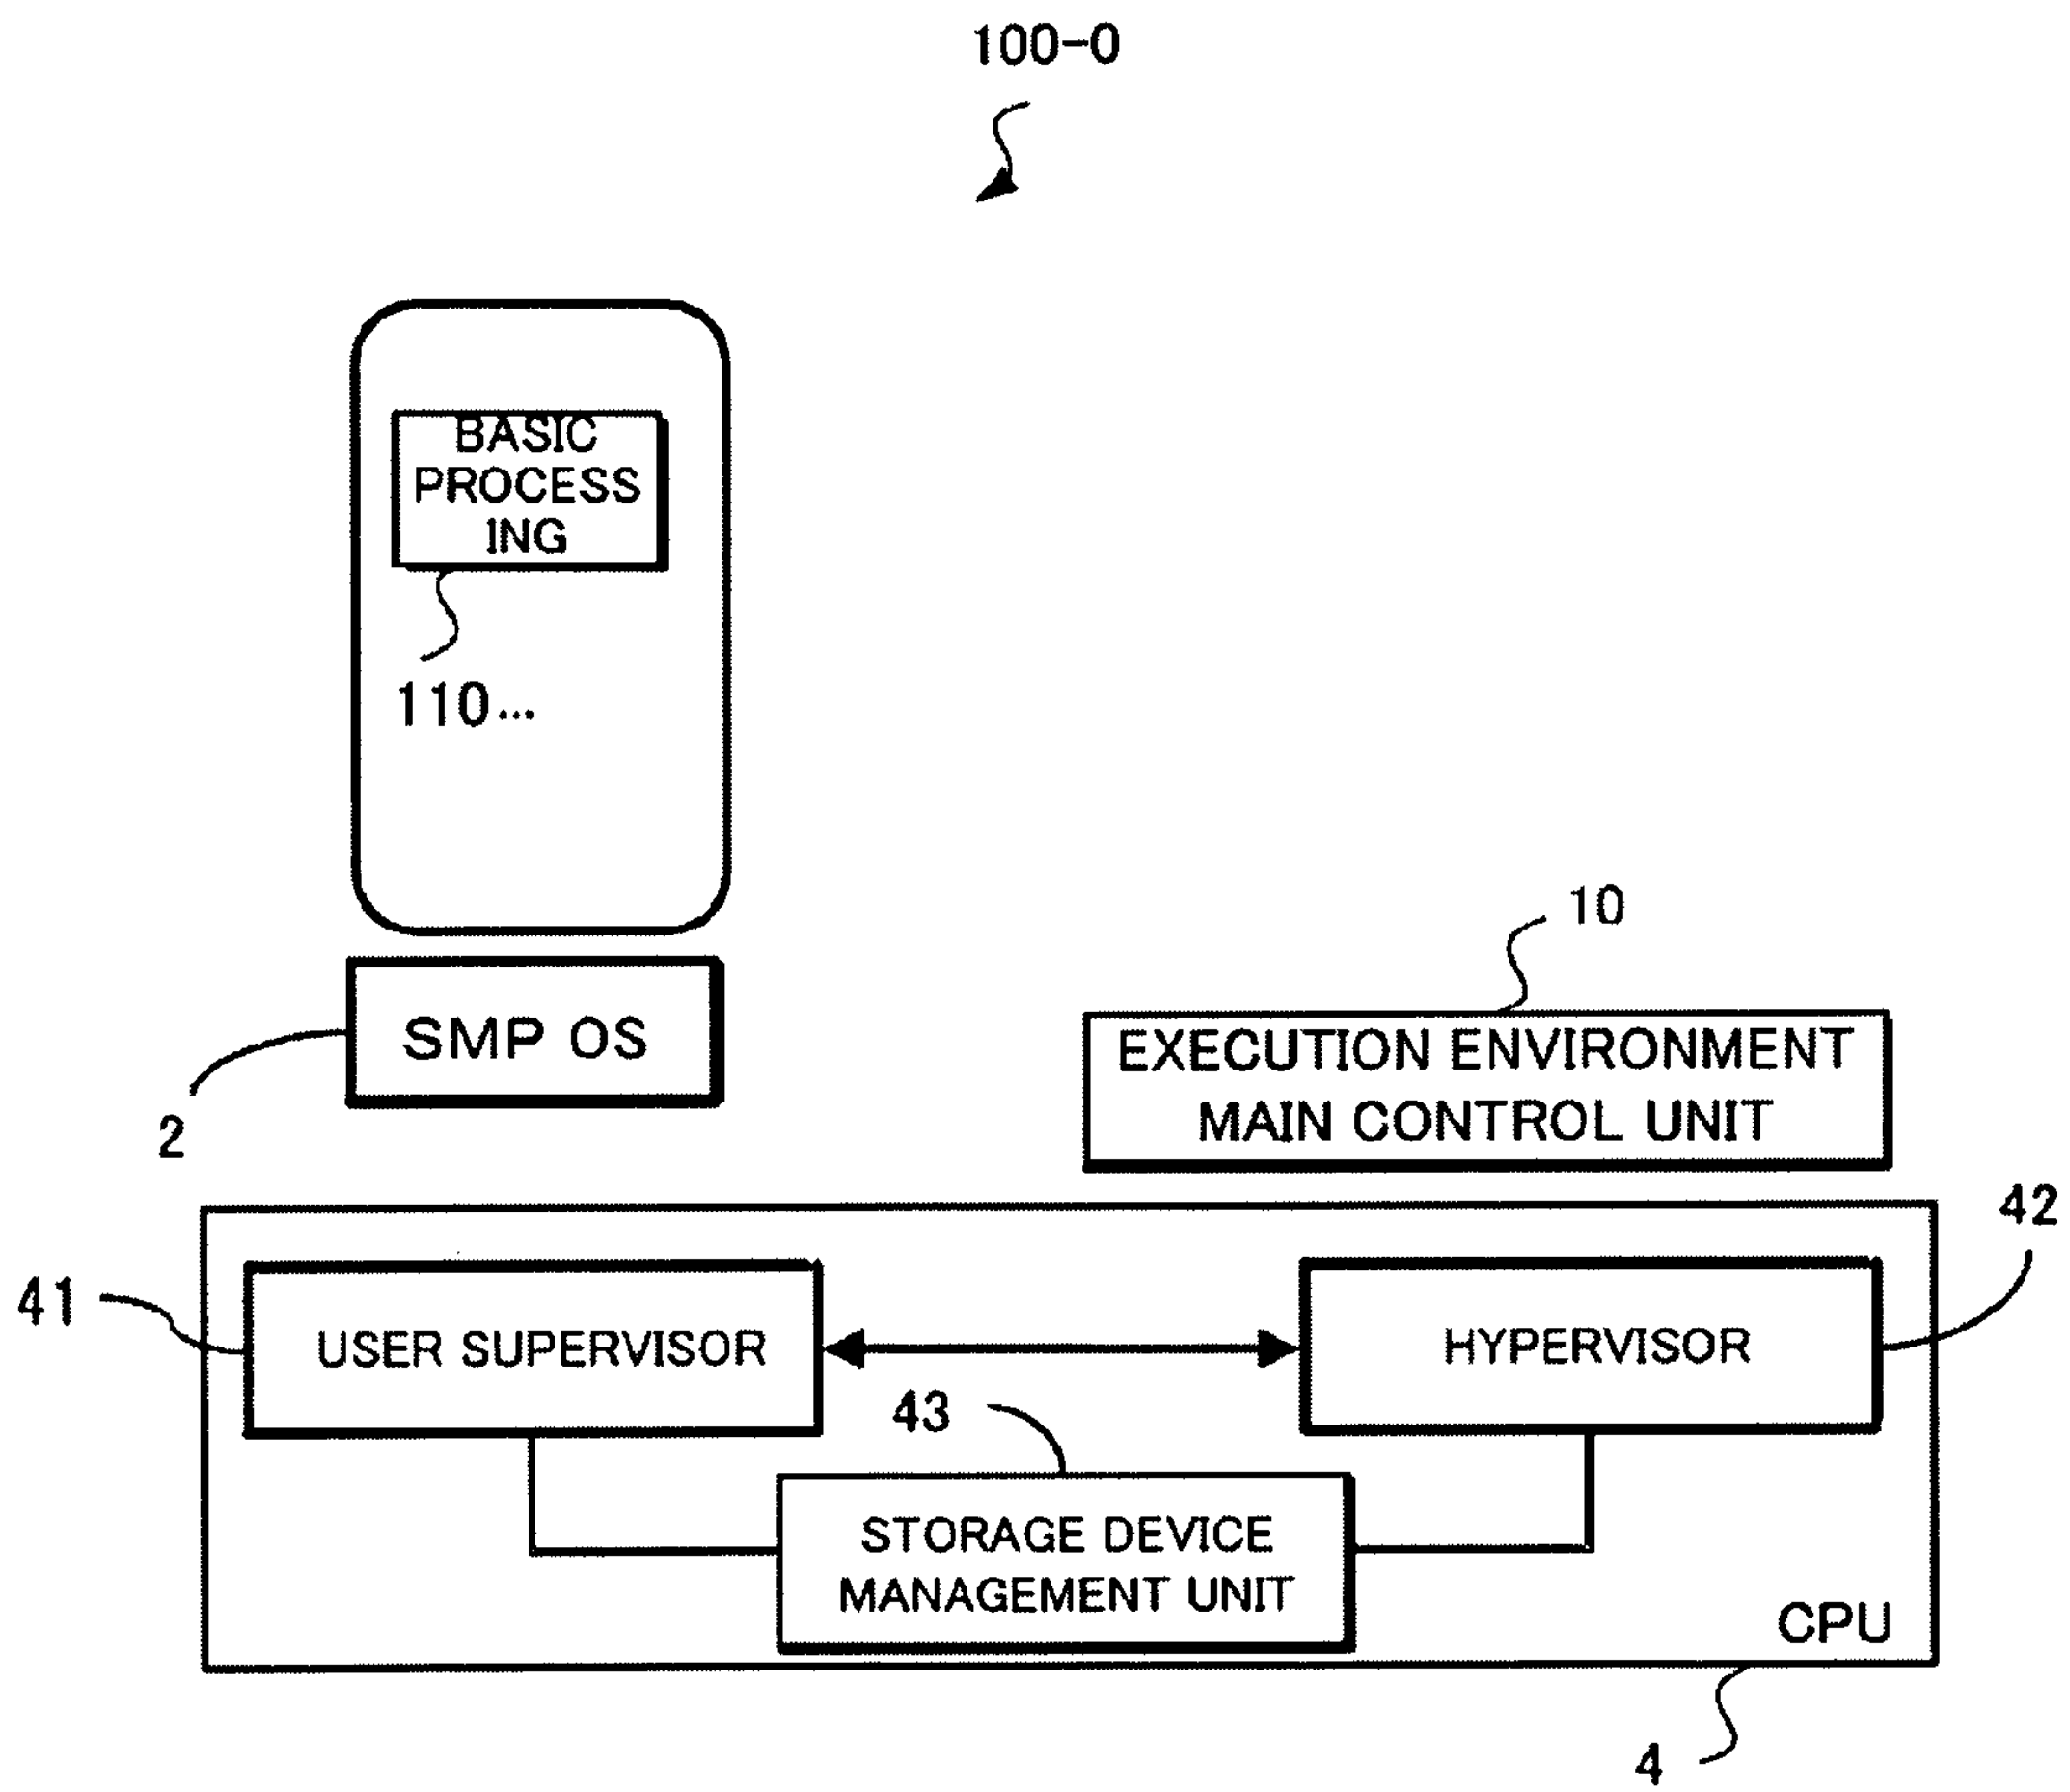 100-0
BASIC
PROCESS
ING
110…
10
SMP OS
EXECUTION ENVIRONMENT
MAIN CONTROL UNIT
2
42
41
USER SUPERVISOR
HYPERVISOR
43
STORAGE DEVICE
MANAGEMENT UNIT
CPU
4